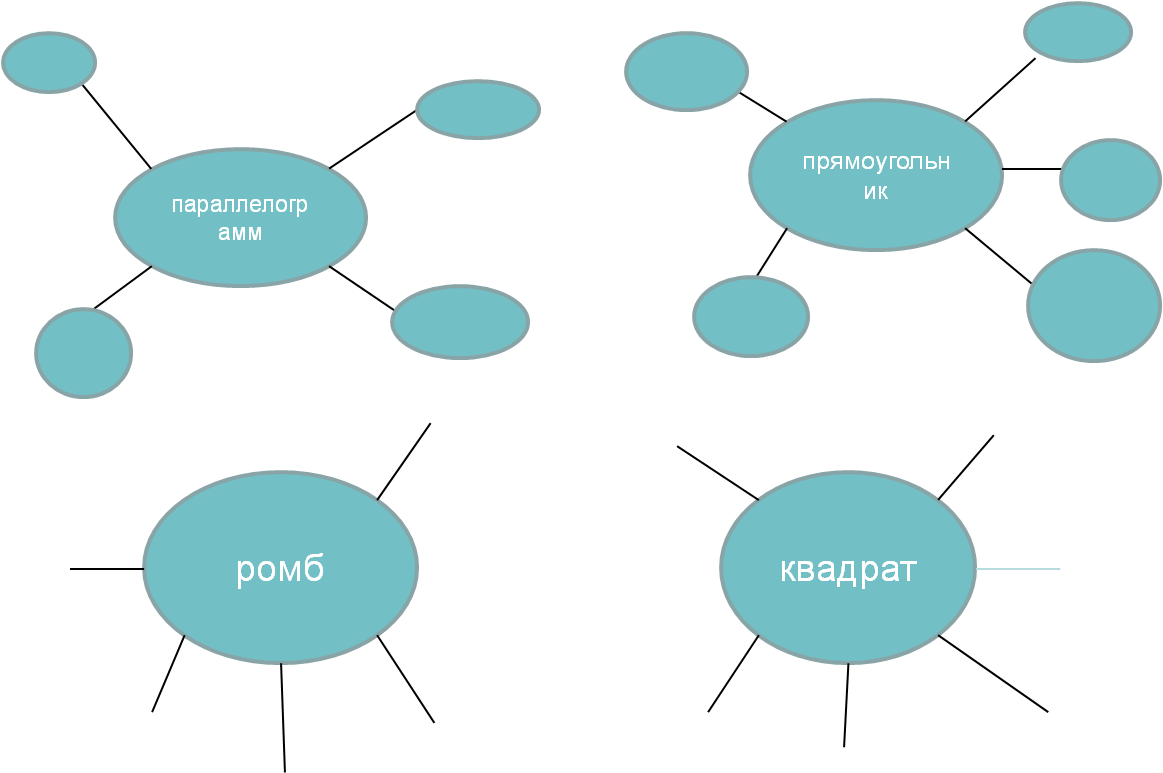 параллелогр
амм
прямоугольн
ик
ромб
квадрат